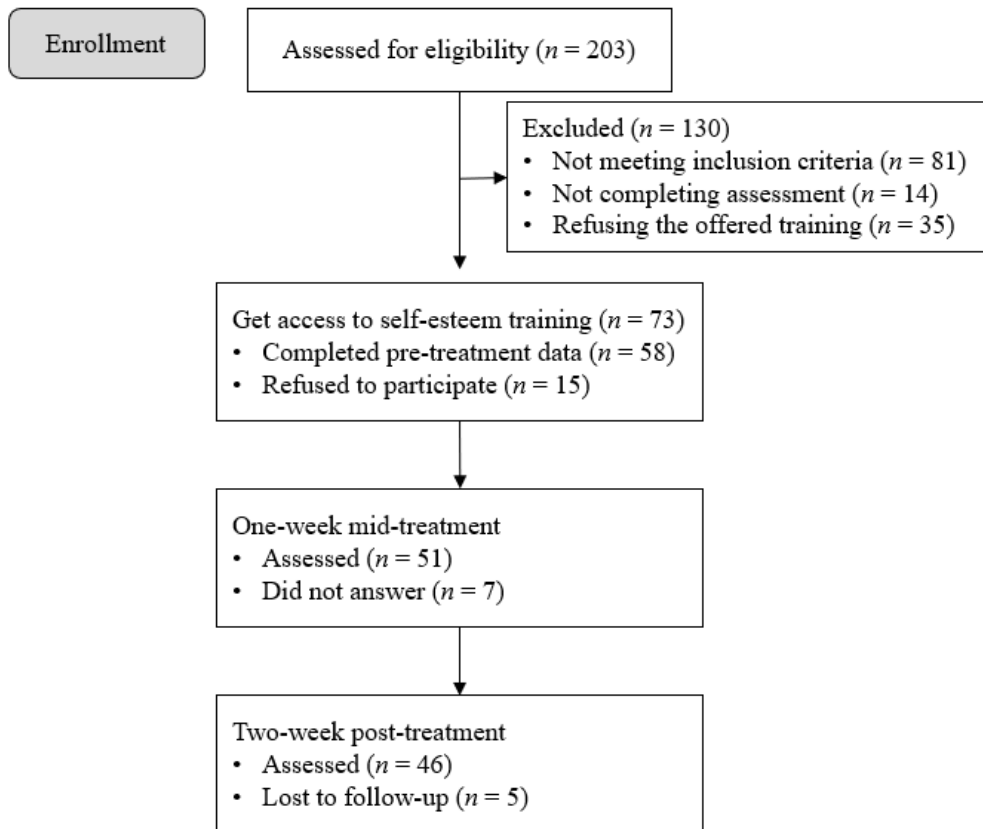 Enrollment
Assessed for eligibility (n = 203)
Excluded (n = 130)
• Not meeting inclusion criteria (n = 81)
• Not completing assessment (n = 14)
• Refusing the offered training (n = 35)
Get access to self-esteem training (n = 73)
• Completed pre-treatment data (n = 58)
• Refused to participate (n = 15)
One-week mid-treatment
• Assessed (n = 51)
• Did not answer (n = 7)
Two-week post-treatment
• Assessed (n = 46)
• Lost to follow-up (n = 5)